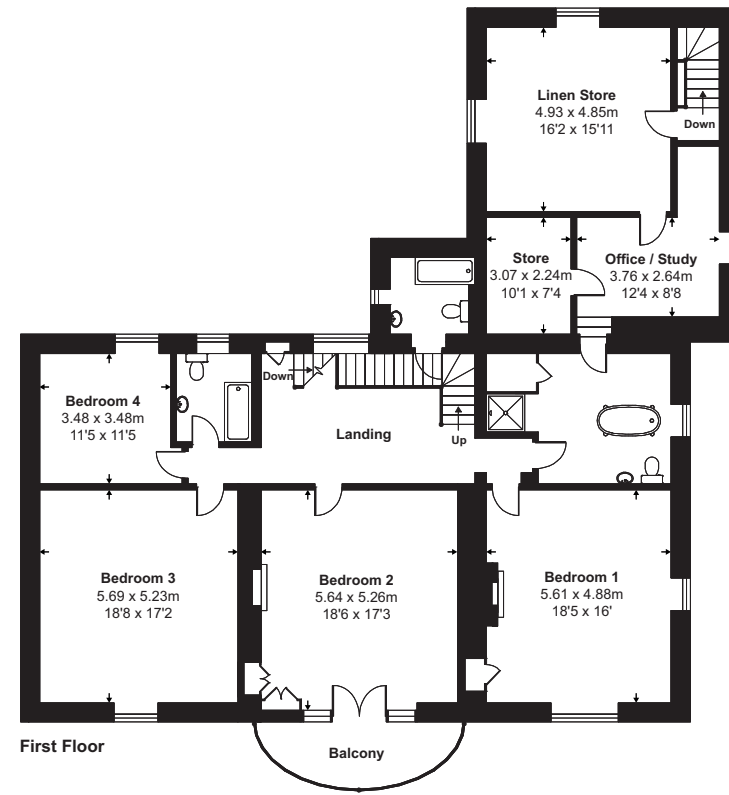 Linen Store
4.93 x 4.85m
16'2 x 15'11
Down
Store
3.07 x 2.24m
10'1 x 7'4
Office / Study
3.76 x 2.64m
12'4 x 8'8
Down
Bedroom 4
3.48 x 3.48m
11'5 x 11'5
Landing
Up
Bedroom 3
5.69 x 5.23m
18'8 x 17'2
Bedroom 2
5.64 x 5.26m
18'6 x 17'3
Bedroom 1
5.61 x 4.88m
18'5 x 16'
First Floor
Balcony